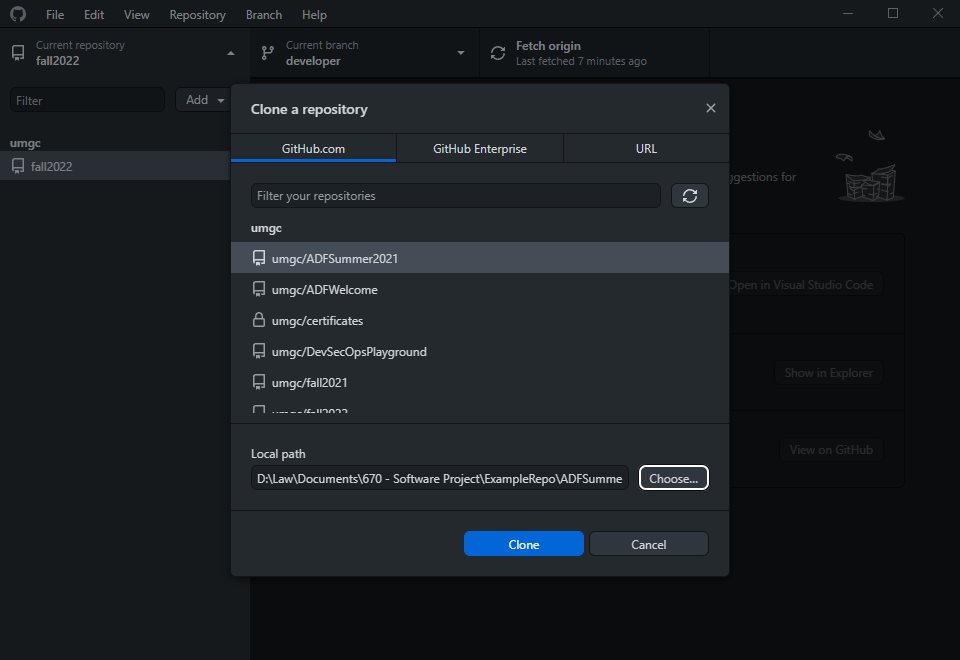 File Edit View Repository Branch Help
Current repository
fall2022
Current branch
developer
Fetch origin
Last fetched 7 minutes ago
Filter
Add
umgc
fall2022
Clone a repository
GitHub.com GitHub Enterprise URL
Filter your repositories
umgc
umgc/ADFSummer2021
umgc/ADFWelcome
umgc/certificates
umgc/DevSecOpsPlayground
umgc/fall2021
umgc/fall2022
Local path
D:\Law\Documents\670 - Software Project\ExampleRepo\ADFSumme
Choose...
Clone Cancel
ggestions for
Open in Visual Studio Code
Show in Explorer
View on GitHub